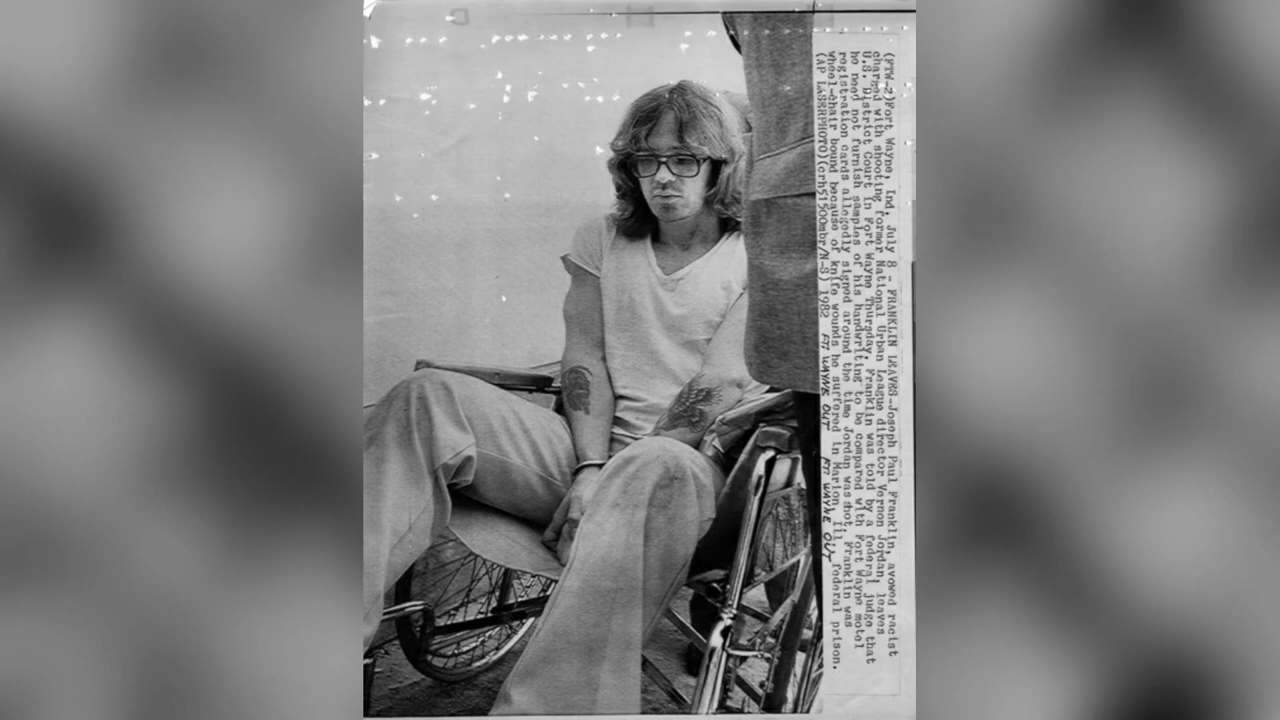 (FTW-2)Fort Wayne, Ind, July 8 - FRANKLIN LEAVES-Joseph Paul Franklin, avowed racist
charged with shooting former National Urban League director Vernon Jordan, leaves
U.S. District Court in Fort Wayne Thursday. Franklin was told by a federal judge that
he need not furnish samples of his handwriting to be compared with Fort Wayne motel
registration cards allegedly signed around the time Jordan was shot. Franklin was
wheel-chair bound because of knife wounds he suffered in Marion, Ill federal prison.
(AP LASERPHOTO)(crh51500mbr/N-S) 1982 FT WAYNE OUT FT WAYNE OUT